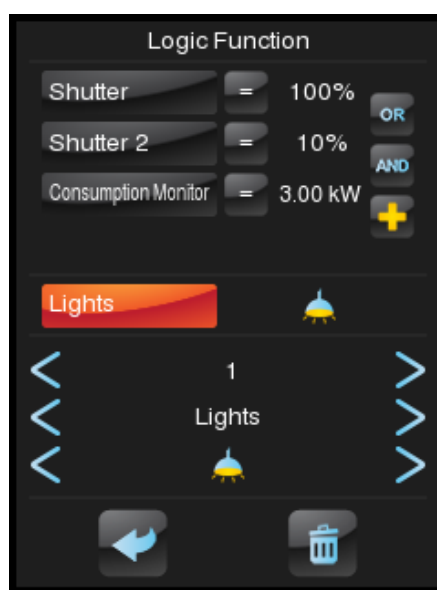 Logic Function
Shutter = 100%
OR
Shutter 2 = 10%
AND
Consumption Monitor = 3.00 kW
Lights
1
Lights